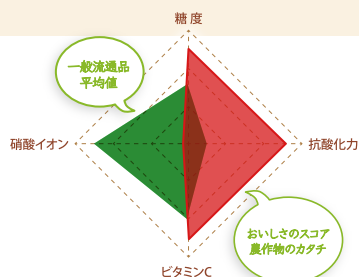 糖度
一般流通品
平均値
硝酸イオン
抗酸化力
おいしさのスコア
農作物のカタチ
ビタミンC